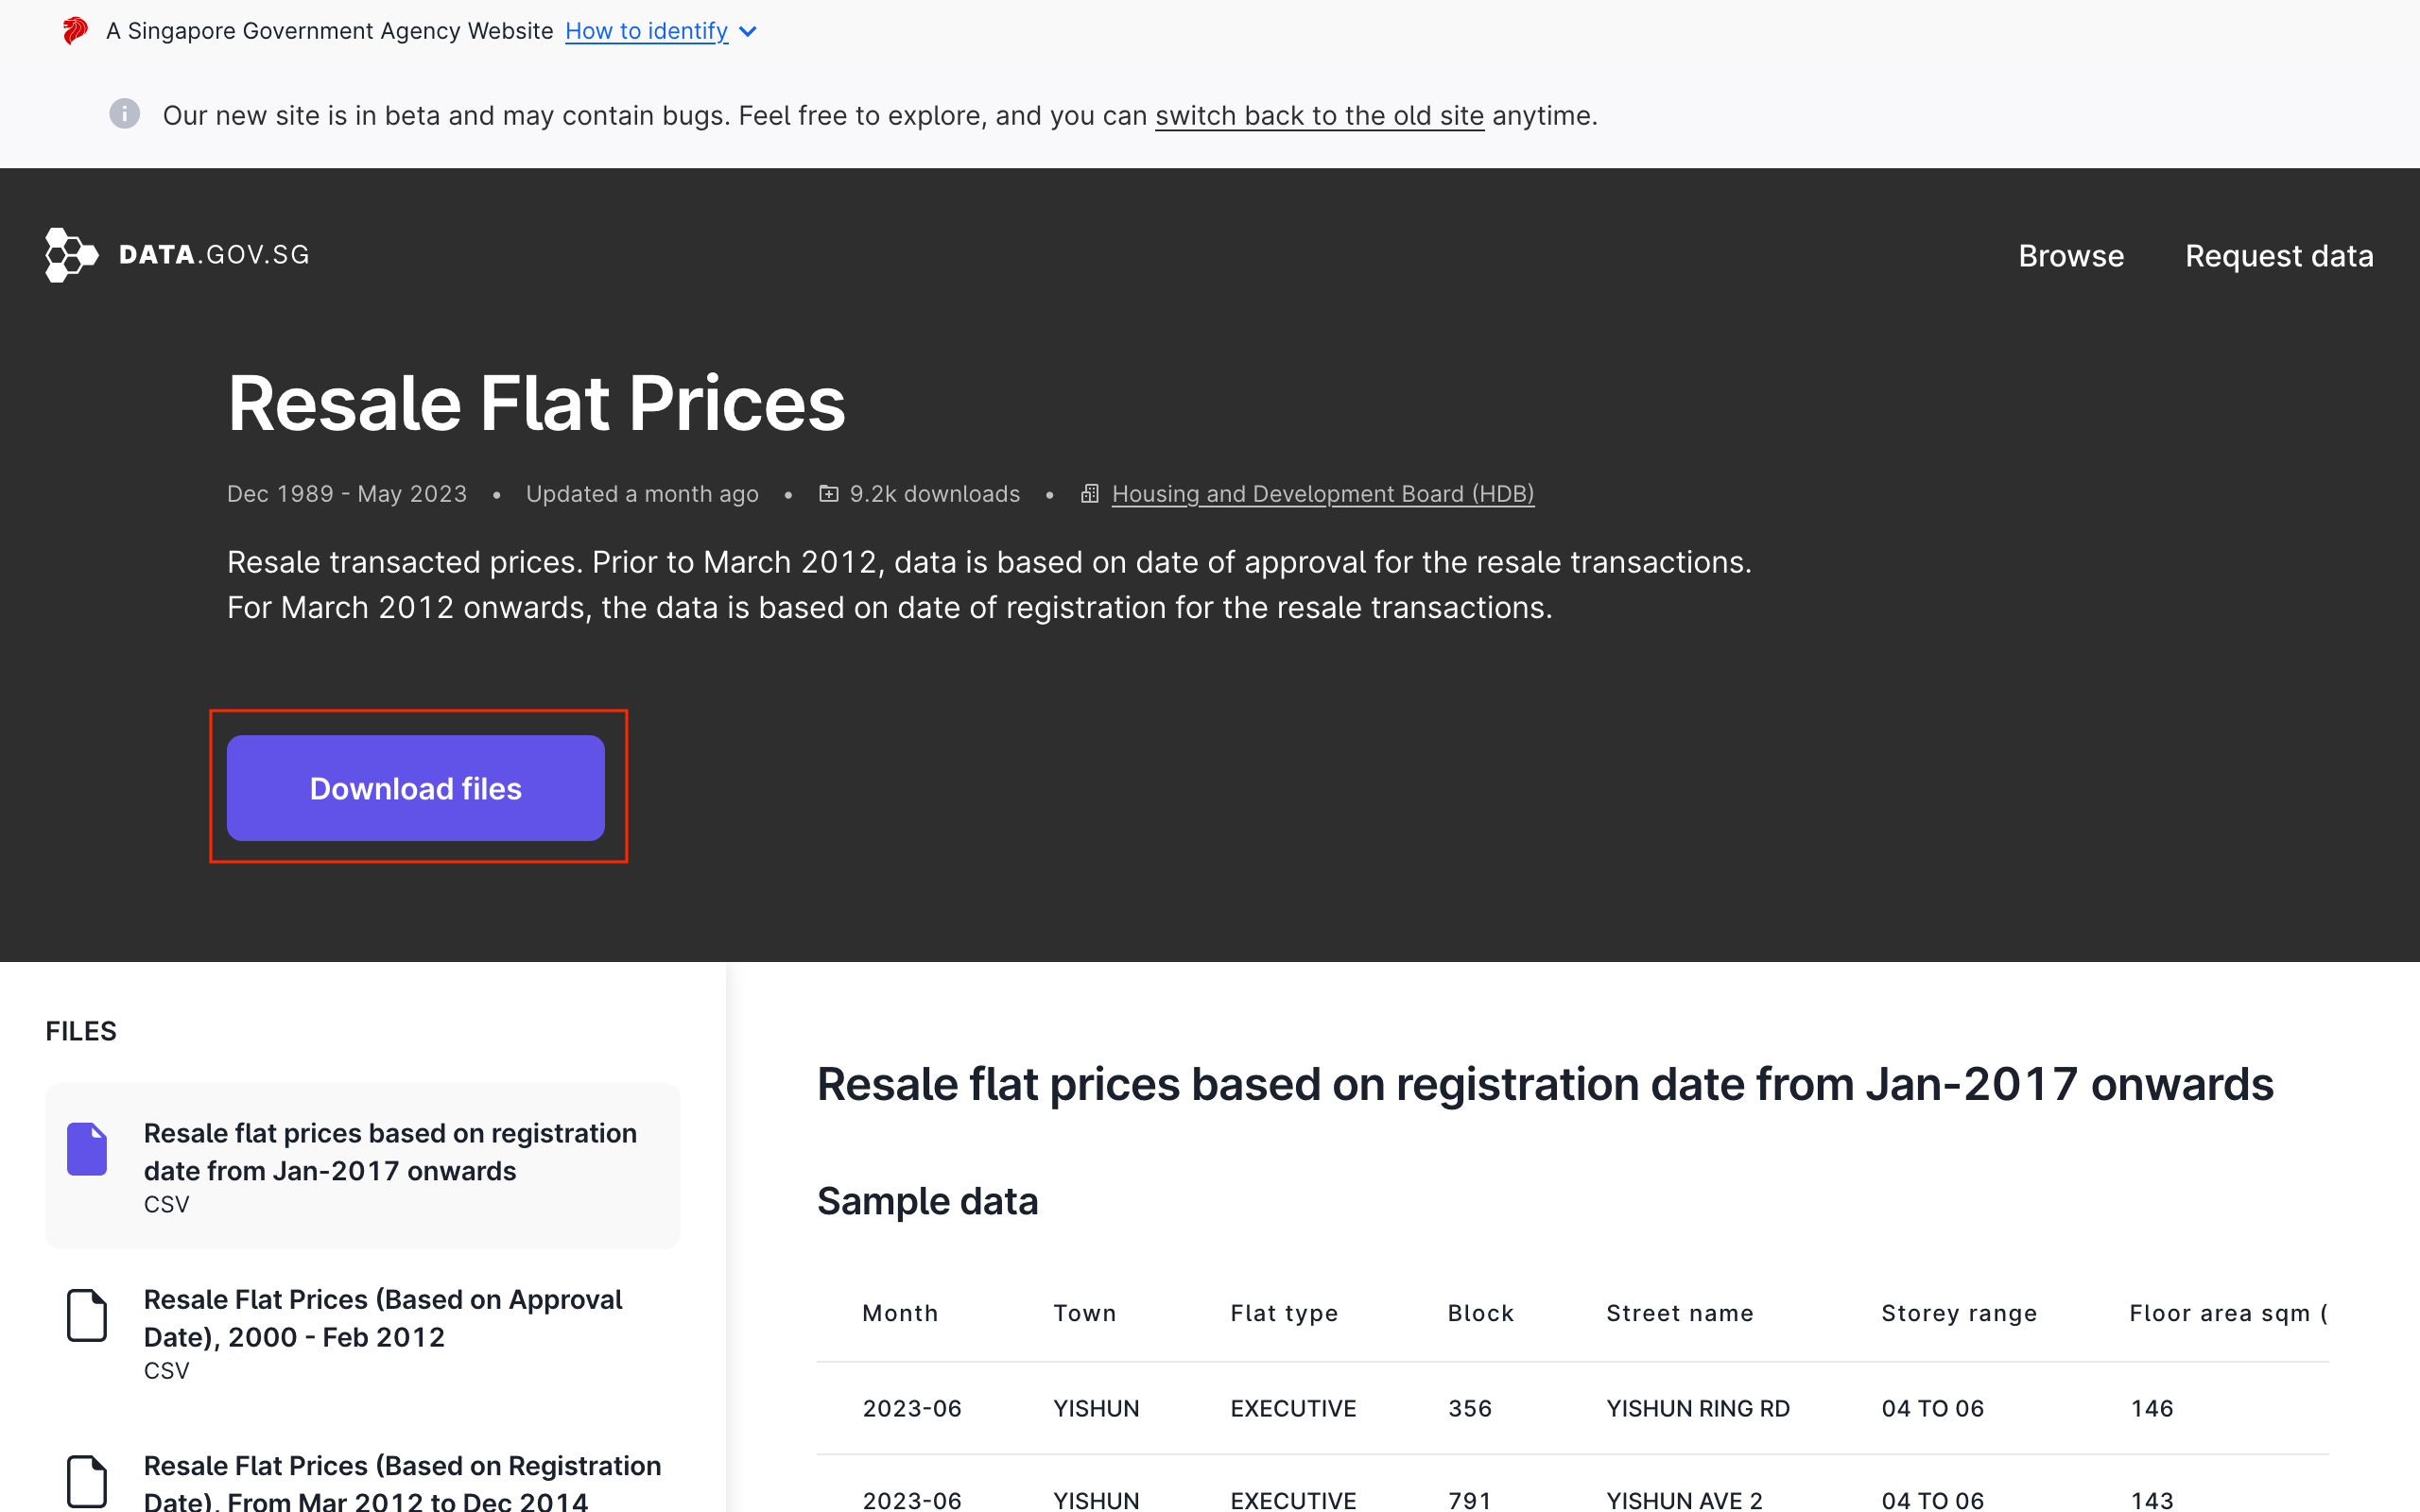 A Singapore Government Agency Website How to identify
Our new site is in beta and may contain bugs. Feel free to explore, and you can switch back to the old site anytime.
DATA.GOV.SG
Browse Request data
Resale Flat Prices
Dec 1989 - May 2023 • Updated a month ago • 9.2k downloads • Housing and Development Board (HDB)
Resale transacted prices. Prior to March 2012, data is based on date of approval for the resale transactions.
For March 2012 onwards, the data is based on date of registration for the resale transactions.
Download files
FILES
Resale flat prices based on registration
date from Jan-2017 onwards
CSV
Resale Flat Prices (Based on Approval
Date), 2000 - Feb 2012
CSV
Resale Flat Prices (Based on Registration
Date), From Mar 2012 to Dec 2014
Resale flat prices based on registration date from Jan-2017 onwards
Sample data
Month Town Flat type Block Street name Storey range Floor area sqm (
2023-06 YISHUN EXECUTIVE 356 YISHUN RING RD 04 TO 06 146
2023-06 YISHUN EXECUTIVE 791 YISHUN AVE 2 04 TO 06 143